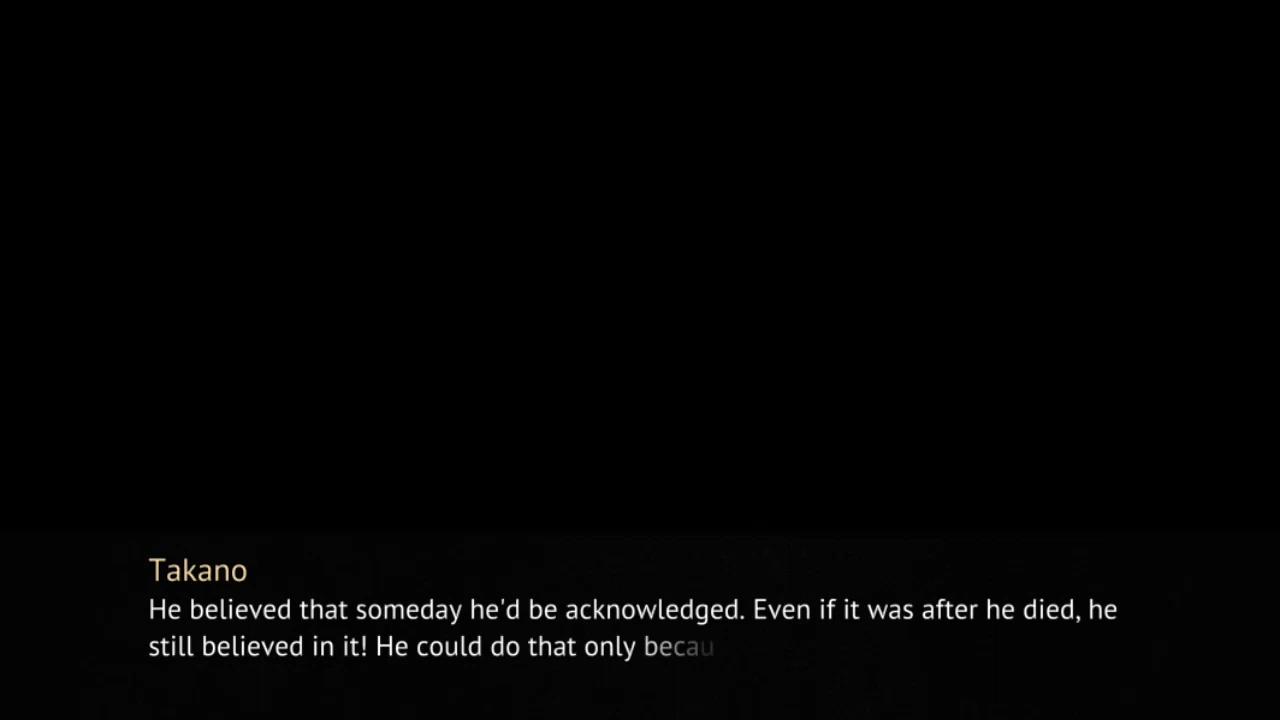 Takano
He believed that someday he'd be acknowledged. Even if it was after he died, he
still believed in it! He could do that only becau